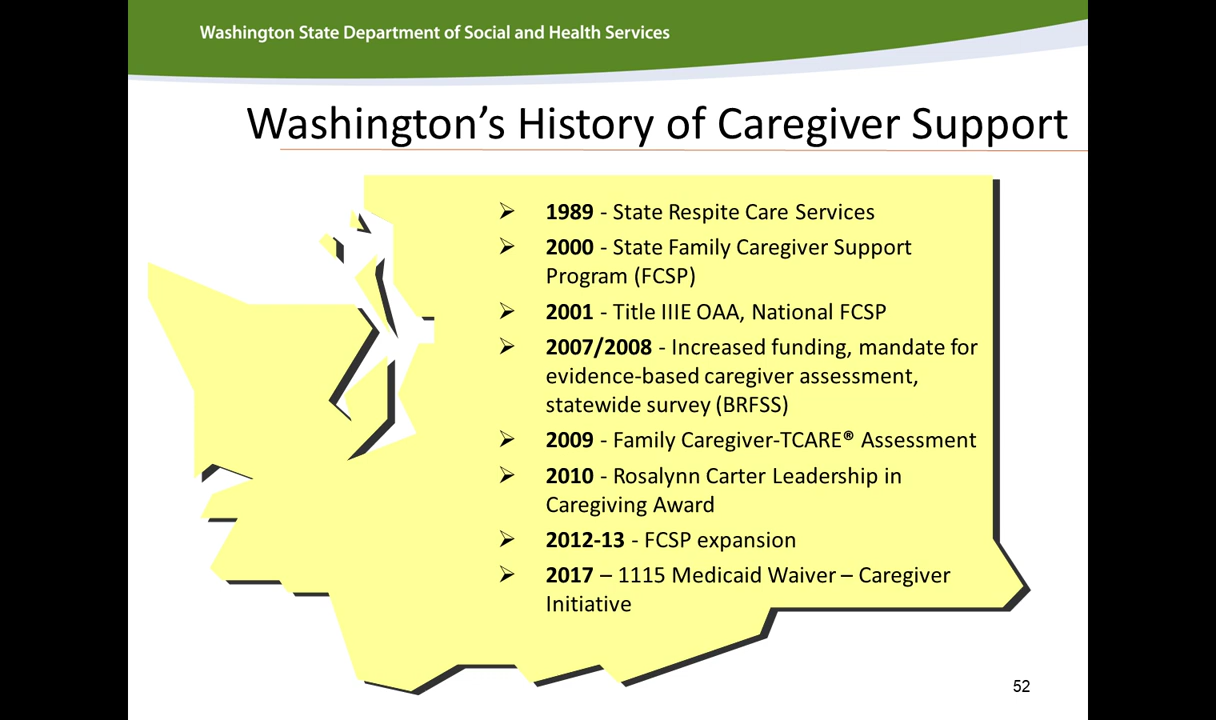 Washington State Department of Social and Health Services
Washington's History of Caregiver Support
➢ 1989 - State Respite Care Services
➢ 2000 - State Family Caregiver Support
Program (FCSP)
➢ 2001 - Title IIIE OAA, National FCSP
➢ 2007/2008 - Increased funding, mandate for
evidence-based caregiver assessment,
statewide survey (BRFSS)
➢ 2009 - Family Caregiver-TCARE® Assessment
➢ 2010 - Rosalynn Carter Leadership in
Caregiving Award
➢ 2012-13 - FCSP expansion
➢ 2017 – 1115 Medicaid Waiver – Caregiver
Initiative
52